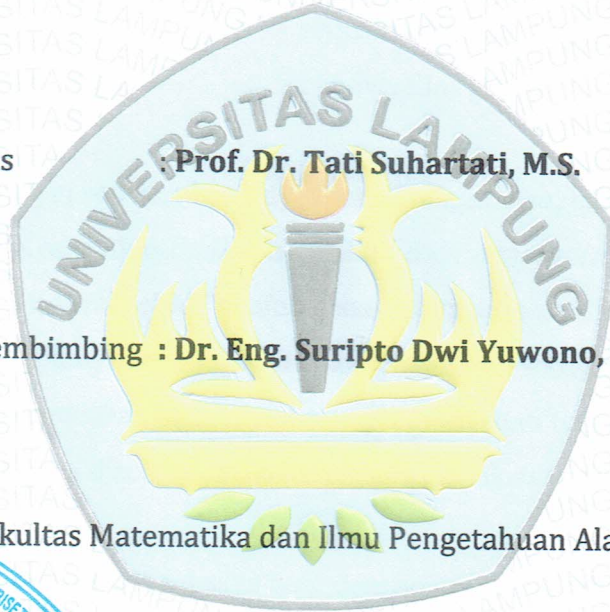 UNIVERSITAS LAMPUNG
s : Prof. Dr. Tati Suhartati, M.S.
embimbing : Dr. Eng. Suripto Dwi Yuwono,
kultas Matematika dan Ilmu Pengetahuan Ala